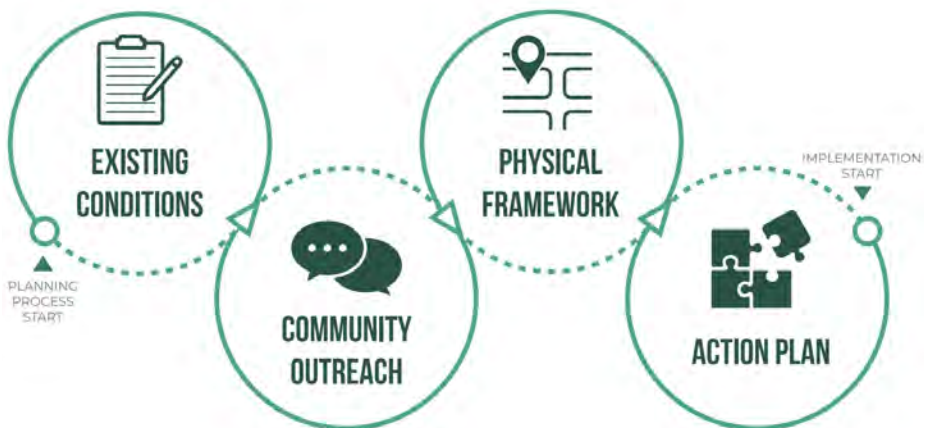 EXISTING
CONDITIONS
PLANNING
PROCESS
START
COMMUNITY
OUTREACH
PHYSICAL
FRAMEWORK
ACTION PLAN
IMPLEMENTATION
START